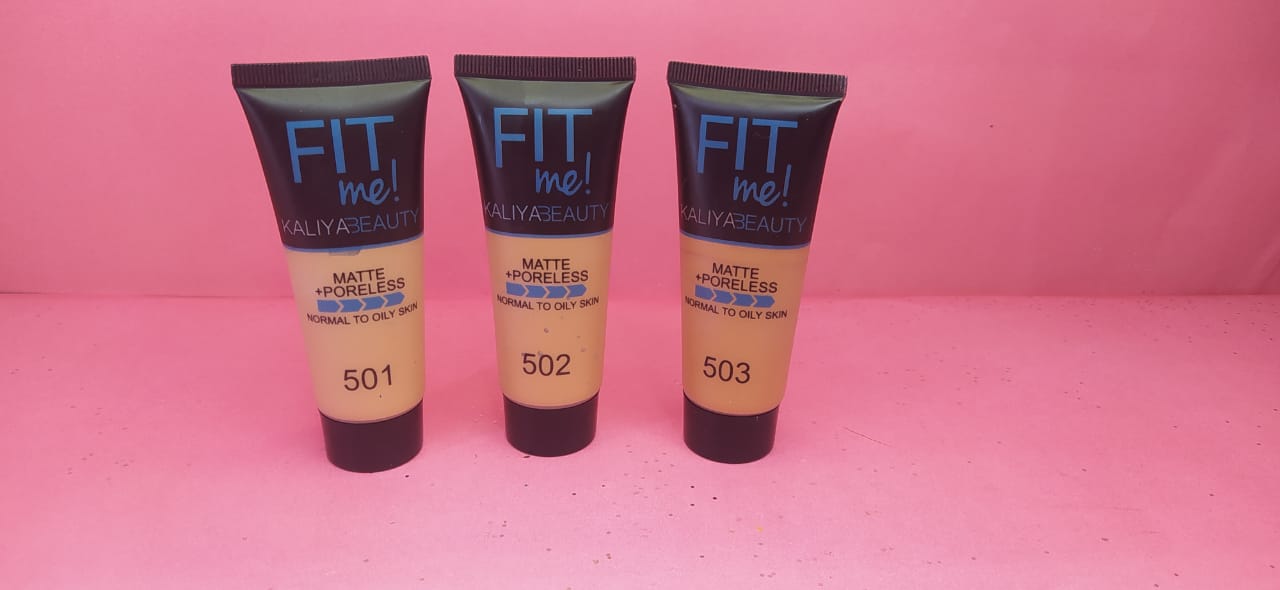 FIT
me!
KALIYABEAUTY
MATTE
+PORELESS
NORMAL TO OILY SKIN
501
FIT
me!
KALIYABEAUTY
MATTE
+PORELESS
NORMAL TO OILY SKIN
502
FIT
me!
KALIYABEAUTY
MATTE
+PORELESS
NORMAL TO OILY SKIN
503